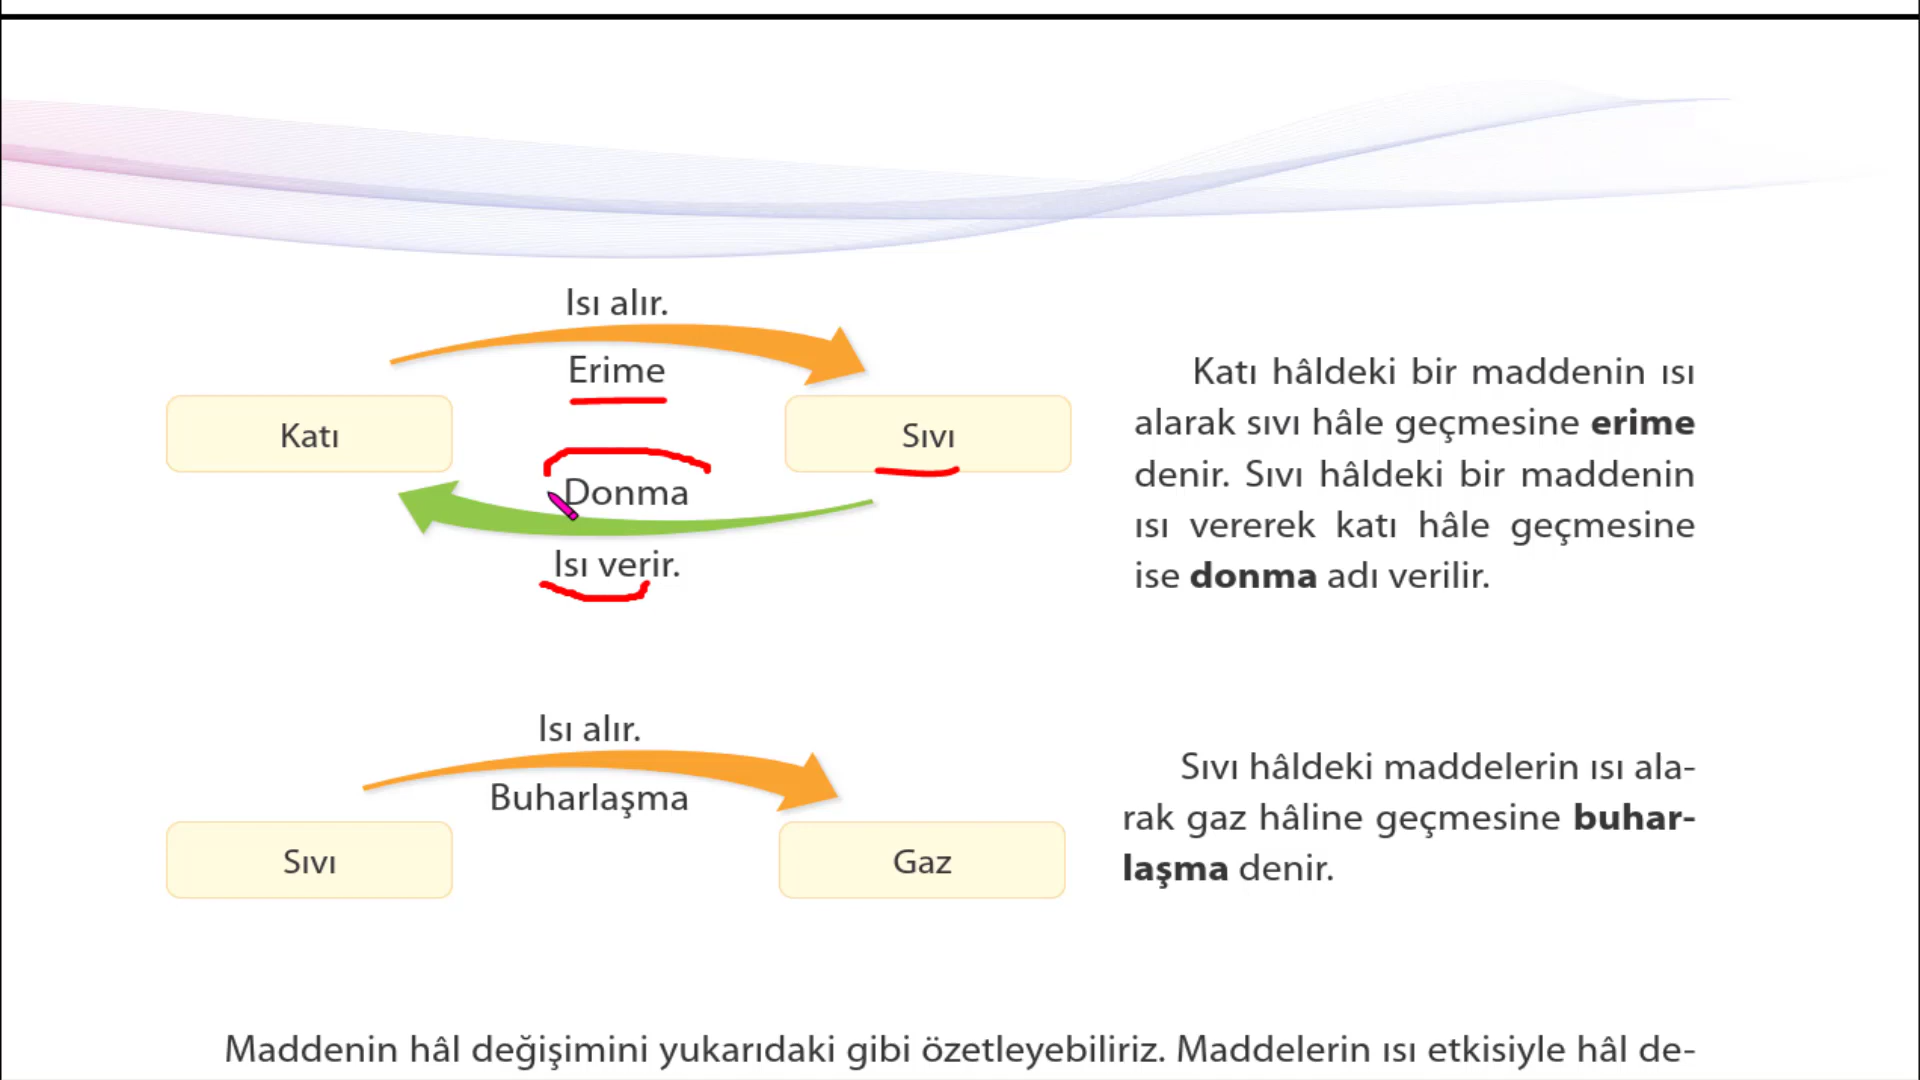 Isı alır.
Erime
Katı
Sıvı
Donma
Isı verir.
Katı hâldeki bir maddenin ısı
alarak sıvı hâle geçmesine erime
denir. Sıvı hâldeki bir maddenin
ısı vererek katı hâle geçmesine
ise donma adı verilir.
Isı alır.
Buharlaşma
Sıvı
Gaz
Sıvı hâldeki maddelerin ısı ala-
rak gaz hâline geçmesine buhar-
laşma denir.
Maddenin hâl değişimini yukarıdaki gibi özetleyebiliriz. Maddelerin ısı etkisiyle hâl de-